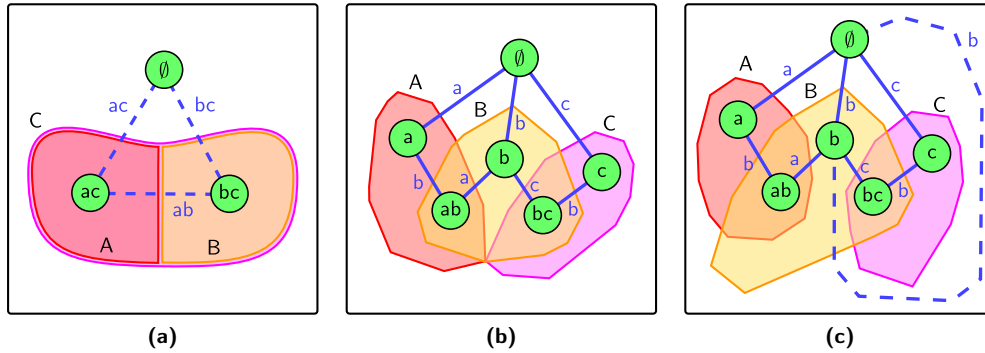 ∅
ac bc
C
ac bc
ab
A B
(a)
∅
A a
B c
a b C
b a c c
b
ab bc
(b)
∅ b
A a
B c
a b C
b a b c c
ab bc b
(c)